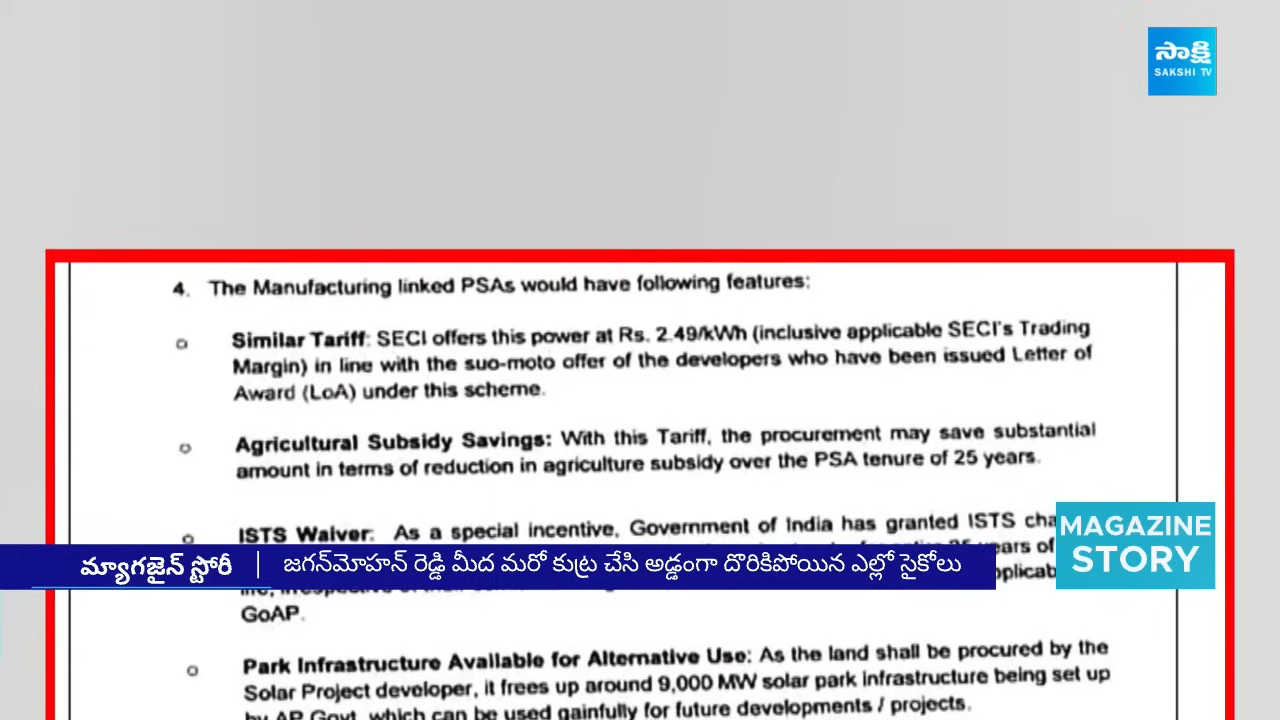 సాక్షి
SAKSHI TV
4. The Manufacturing linked PSAs would have following features:
o Similar Tariff: SECI offers this power at Rs. 2.49/kWh (inclusive applicable SECI's Trading
Margin) in line with the suo-moto offer of the developers who have been issued Letter of
Award (LoA) under this scheme.
o Agricultural Subsidy Savings: With this Tariff, the procurement may save substantial
amount in terms of reduction in agriculture subsidy over the PSA tenure of 25 years.
o ISTS Waiver: As a special incentive, Government of India has granted ISTS
years of
GoAP.
మ్యాగజైన్ స్టోరీ | జగన్‌మోహన్ రెడ్డి మీద మరో కుట్ర చేసి అడ్డంగా దొరికిపోయిన ఎల్లో సైకోలు
MAGAZINE
STORY
o Park Infrastructure Available for Alternative Use: As the land shall be procured by the
Solar Project developer, it frees up around 9,000 MW solar park infrastructure being set up
by AP Govt. which can be used gainfully for future developments / projects.